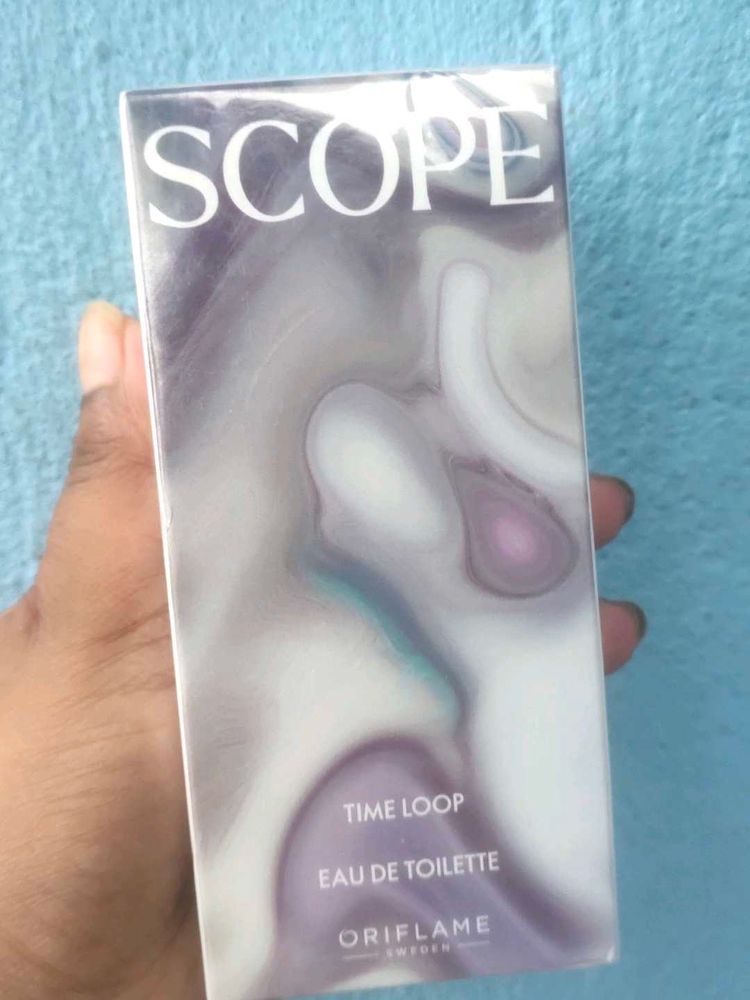 SCOPE
TIME LOOP
EAU DE TOILETTE
ORIFLAME
SWEDEN